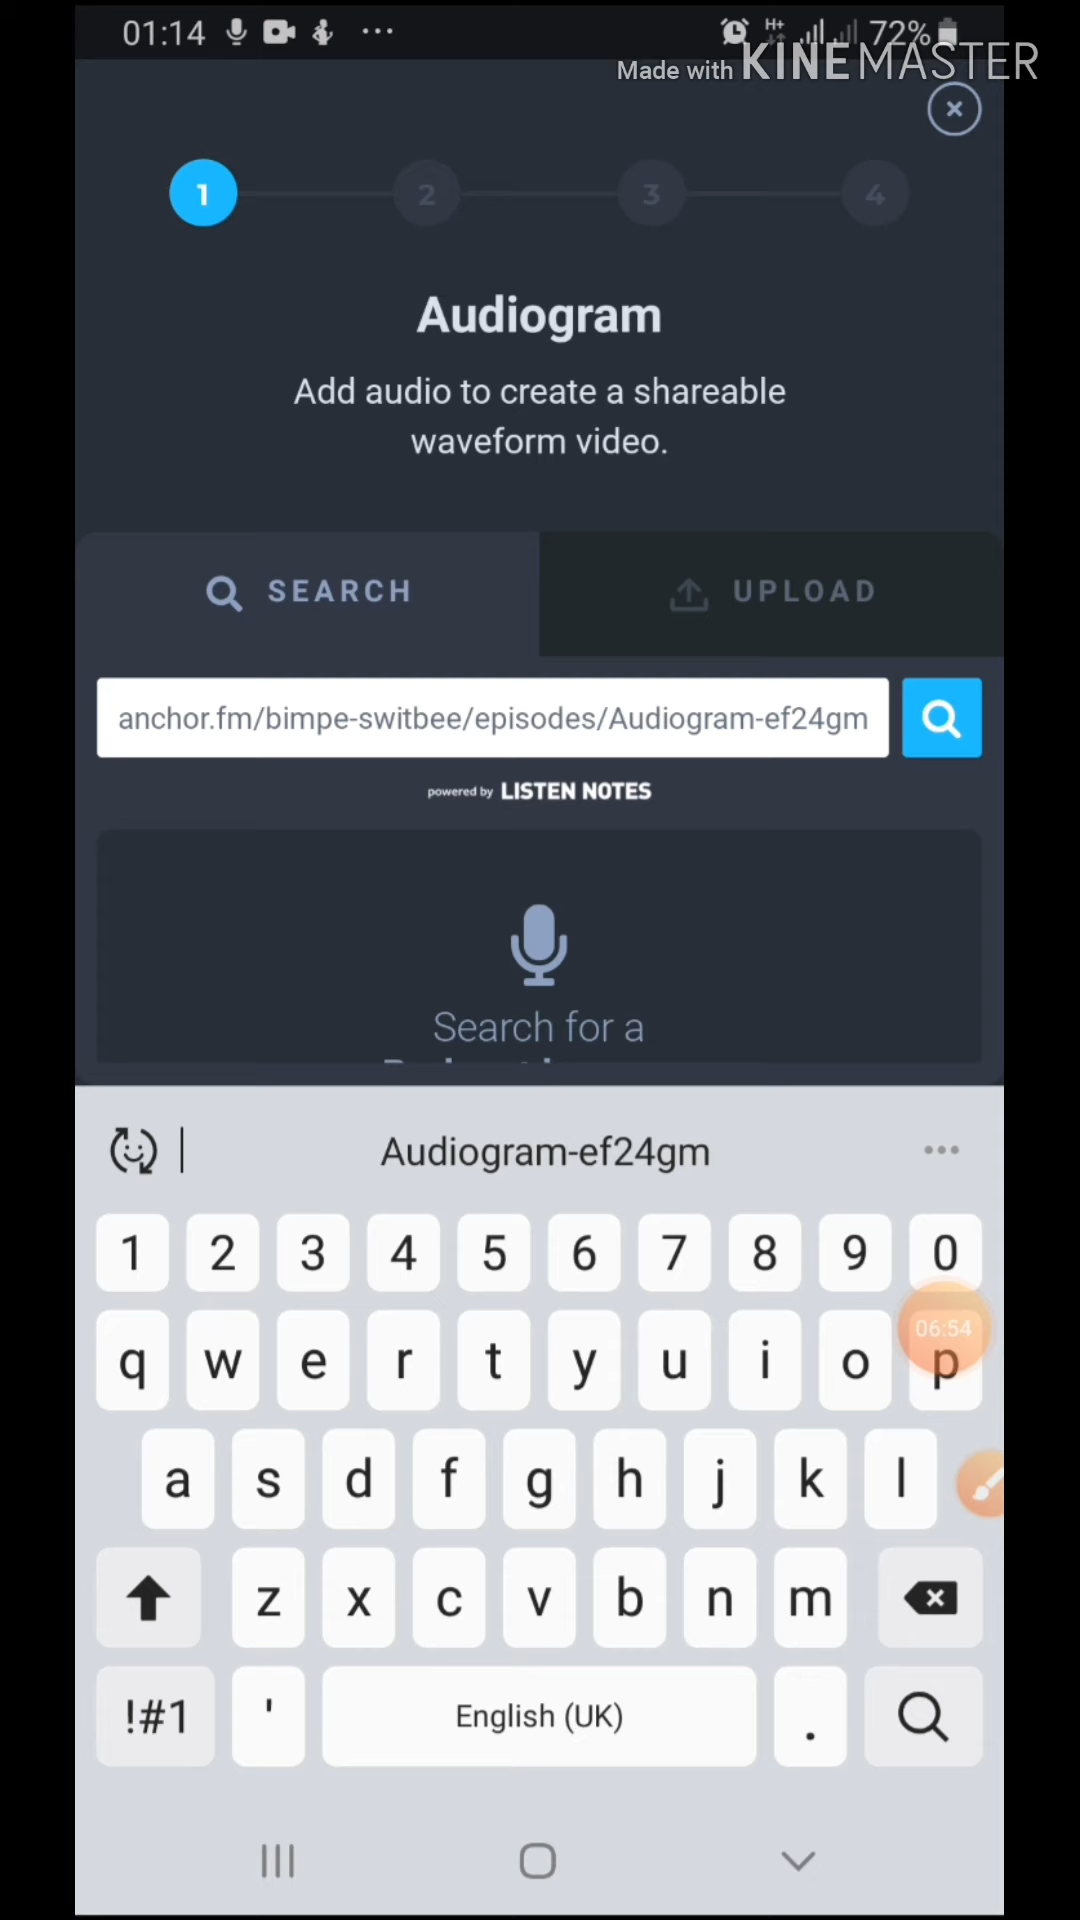 01:14
H+
72%
Made with KINEMASTER
1
2
3
4
Audiogram
Add audio to create a shareable
waveform video.
SEARCH
UPLOAD
anchor.fm/bimpe-switbee/episodes/Audiogram-ef24gm
powered by LISTEN NOTES
Search for a
Audiogram-ef24gm
1 2 3 4 5 6 7 8 9 0
06:54
q w e r t y u i o p
a s d f g h j k l
z x c v b n m
!#1 ' English (UK) .